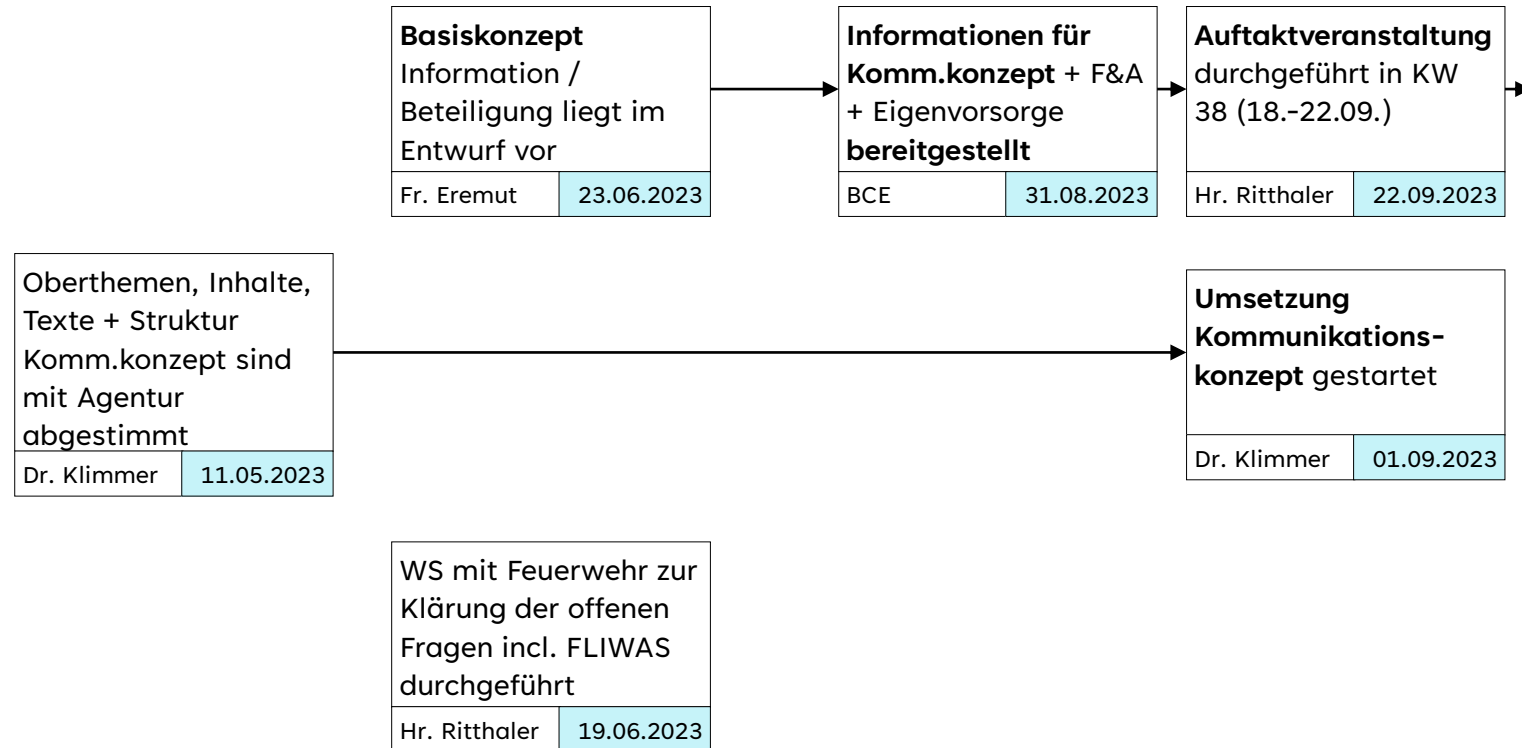 Basiskonzept
Information /
Beteiligung liegt im
Entwurf vor
Fr. Eremut
23.06.2023
Informationen für
Komm.konzept + F&A
+ Eigenvorsorge
bereitgestellt
BCE
31.08.2023
Auftaktveranstaltung
durchgeführt in KW
38 (18.-22.09.)
Hr. Ritthaler
22.09.2023
Oberthemen, Inhalte,
Texte + Struktur
Komm.konzept sind
mit Agentur
abgestimmt
Dr. Klimmer
11.05.2023
Umsetzung
Kommunikations-
konzept gestartet
Dr. Klimmer
01.09.2023
WS mit Feuerwehr zur
Klärung der offenen
Fragen incl. FLIWAS
durchgeführt
Hr. Ritthaler
19.06.2023